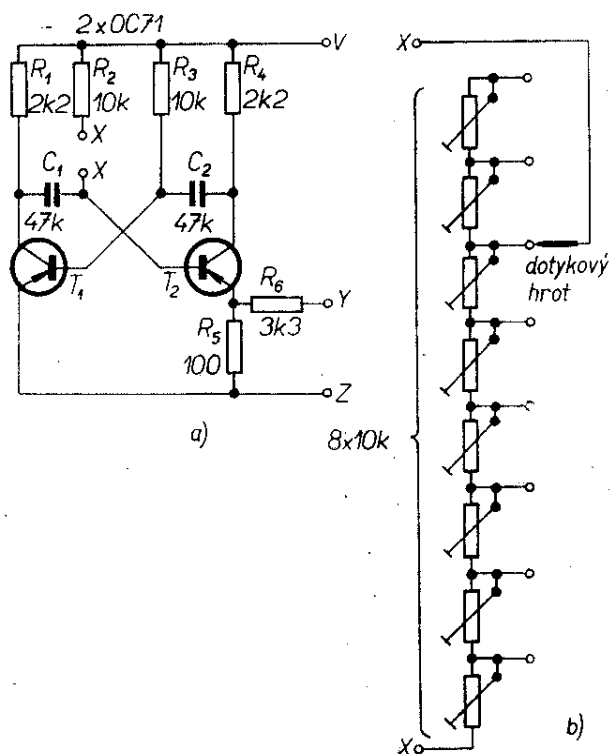 2xOC71
V
X
R1
2k2
R2
10k
R3
10k
R4
2k2
X
X
C1
47k
C2
47k
T1
T2
R6
3k3
Y
R5
100
Z
a)
8x10k
dotykový
hrot
X
b)